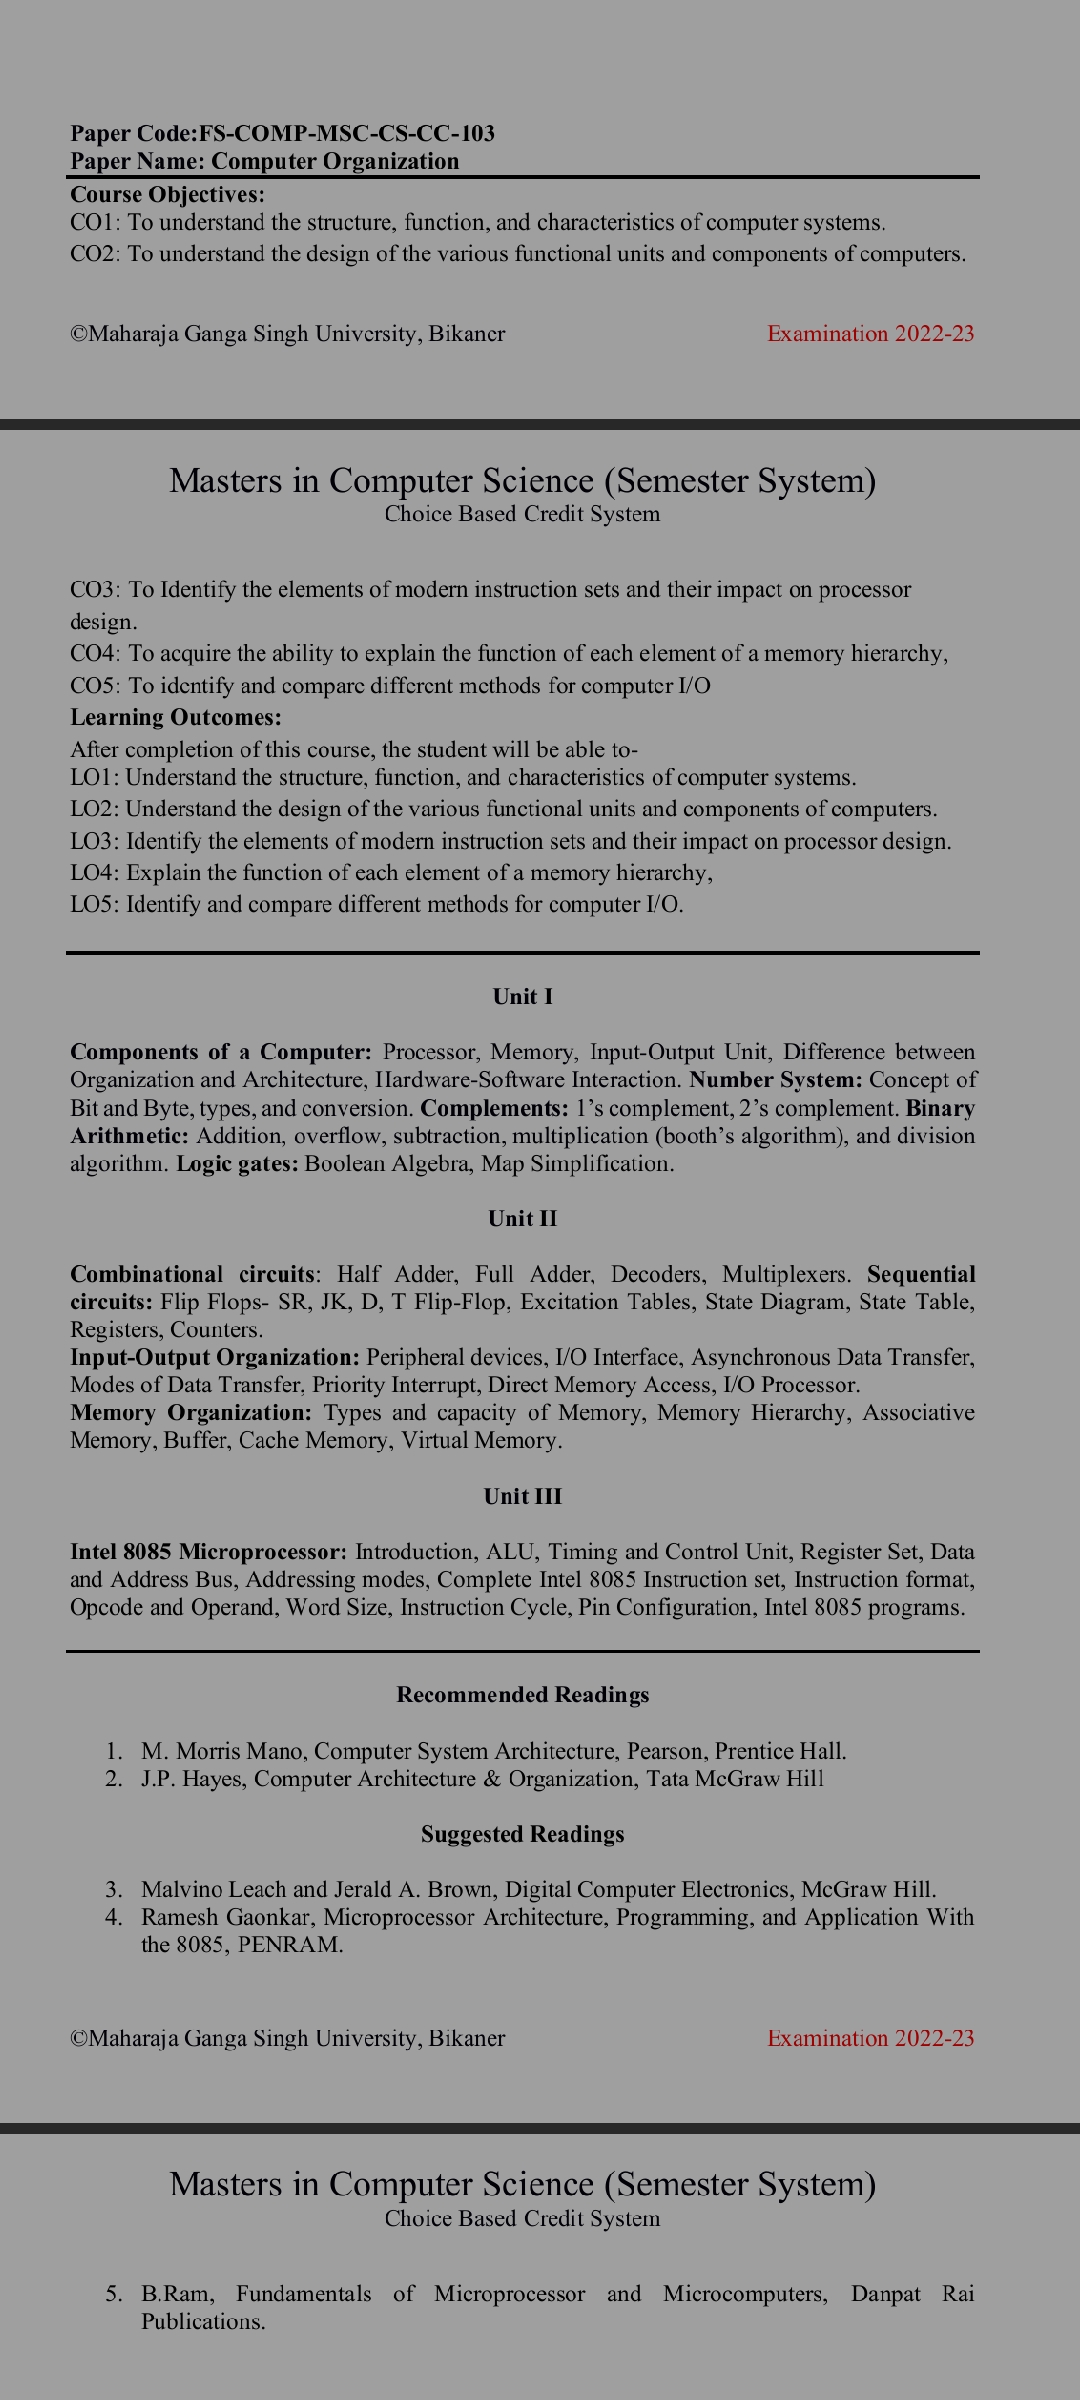 Paper Code:FS-COMP-MSC-CS-CC-103
Paper Name: Computer Organization
Course Objectives:
CO1: To understand the structure, function, and characteristics of computer systems.
CO2: To understand the design of the various functional units and components of computers.
©Maharaja Ganga Singh University, Bikaner
Examination 2022-23
Masters in Computer Science (Semester System)
Choice Based Credit System
CO3: To Identify the elements of modern instruction sets and their impact on processor
design.
CO4: To acquire the ability to explain the function of each element of a memory hierarchy,
CO5: To identify and compare different methods for computer I/O
Learning Outcomes:
After completion of this course, the student will be able to-
LO1: Understand the structure, function, and characteristics of computer systems.
LO2: Understand the design of the various functional units and components of computers.
LO3: Identify the elements of modern instruction sets and their impact on processor design.
LO4: Explain the function of each element of a memory hierarchy,
LO5: Identify and compare different methods for computer I/O.
Unit I
Components of a Computer: Processor, Memory, Input-Output Unit, Difference between
Organization and Architecture, Hardware-Software Interaction. Number System: Concept of
Bit and Byte, types, and conversion. Complements: 1’s complement, 2’s complement. Binary
Arithmetic: Addition, overflow, subtraction, multiplication (booth’s algorithm), and division
algorithm. Logic gates: Boolean Algebra, Map Simplification.
Unit II
Combinational circuits: Half Adder, Full Adder, Decoders, Multiplexers. Sequential
circuits: Flip Flops- SR, JK, D, T Flip-Flop, Excitation Tables, State Diagram, State Table,
Registers, Counters.
Input-Output Organization: Peripheral devices, I/O Interface, Asynchronous Data Transfer,
Modes of Data Transfer, Priority Interrupt, Direct Memory Access, I/O Processor.
Memory Organization: Types and capacity of Memory, Memory Hierarchy, Associative
Memory, Buffer, Cache Memory, Virtual Memory.
Unit III
Intel 8085 Microprocessor: Introduction, ALU, Timing and Control Unit, Register Set, Data
and Address Bus, Addressing modes, Complete Intel 8085 Instruction set, Instruction format,
Opcode and Operand, Word Size, Instruction Cycle, Pin Configuration, Intel 8085 programs.
Recommended Readings
1. M. Morris Mano, Computer System Architecture, Pearson, Prentice Hall.
2. J.P. Hayes, Computer Architecture & Organization, Tata McGraw Hill
Suggested Readings
3. Malvino Leach and Jerald A. Brown, Digital Computer Electronics, McGraw Hill.
4. Ramesh Gaonkar, Microprocessor Architecture, Programming, and Application With
the 8085, PENRAM.
©Maharaja Ganga Singh University, Bikaner
Examination 2022-23
Masters in Computer Science (Semester System)
Choice Based Credit System
5. B.Ram, Fundamentals of Microprocessor and Microcomputers, Danpat Rai
Publications.